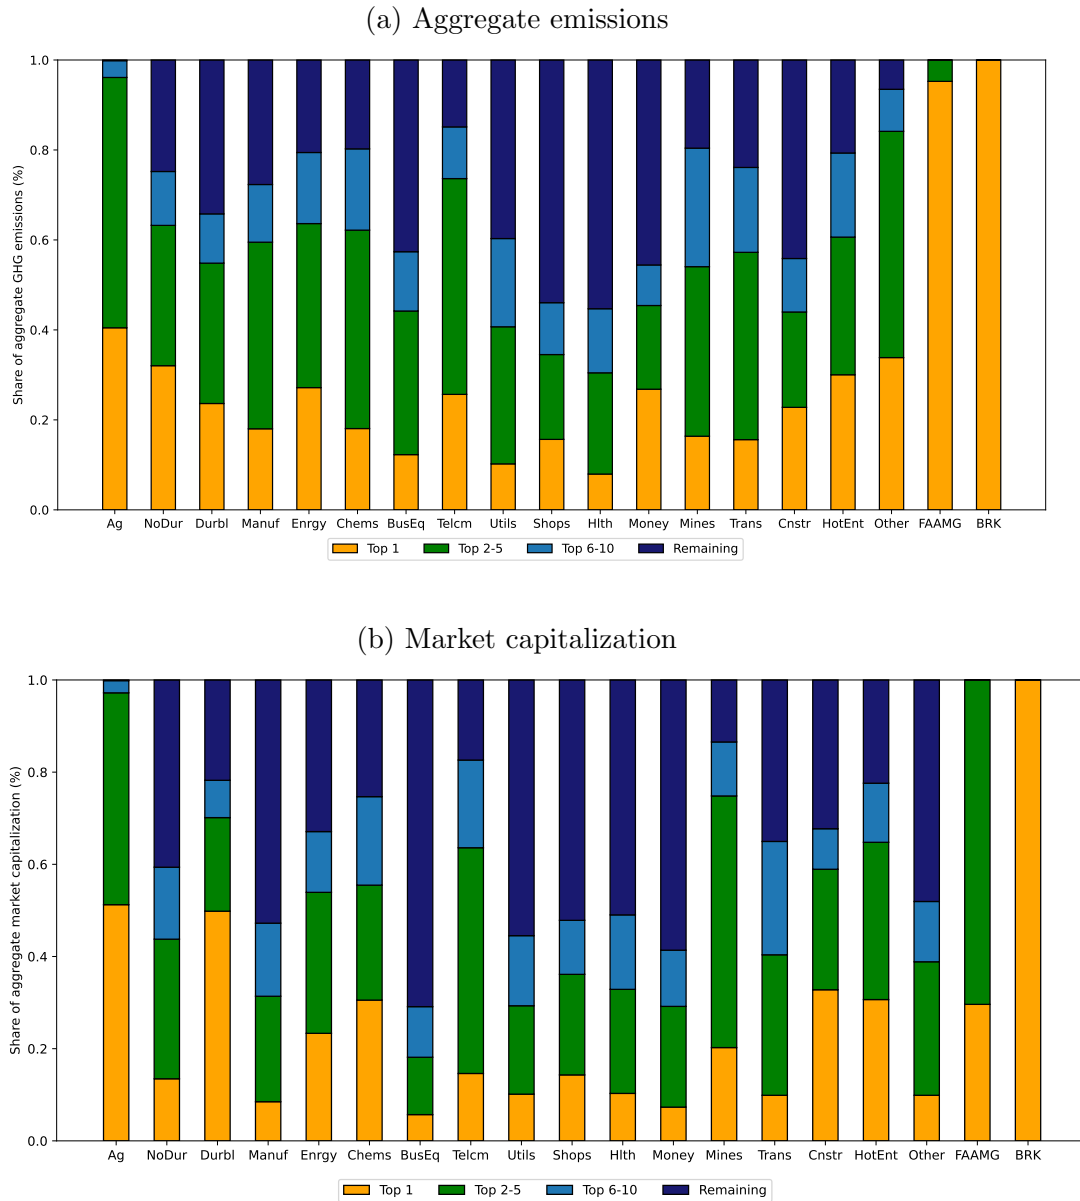 (a) Aggregate emissions
1.0
0.8
0.6
0.4
0.2
0.0
Share of aggregate GHG emissions (%)
Ag NoDur Durbl Manuf Enrgy Chems BusEq Telcm Utils Shops Hlth Money Mines Trans Cnstr HotEnt Other FAAMG BRK
Top 1 Top 2-5 Top 6-10 Remaining
(b) Market capitalization
1.0
0.8
0.6
0.4
0.2
0.0
Share of aggregate market capitalization (%)
Ag NoDur Durbl Manuf Enrgy Chems BusEq Telcm Utils Shops Hlth Money Mines Trans Cnstr HotEnt Other FAAMG BRK
Top 1 Top 2-5 Top 6-10 Remaining